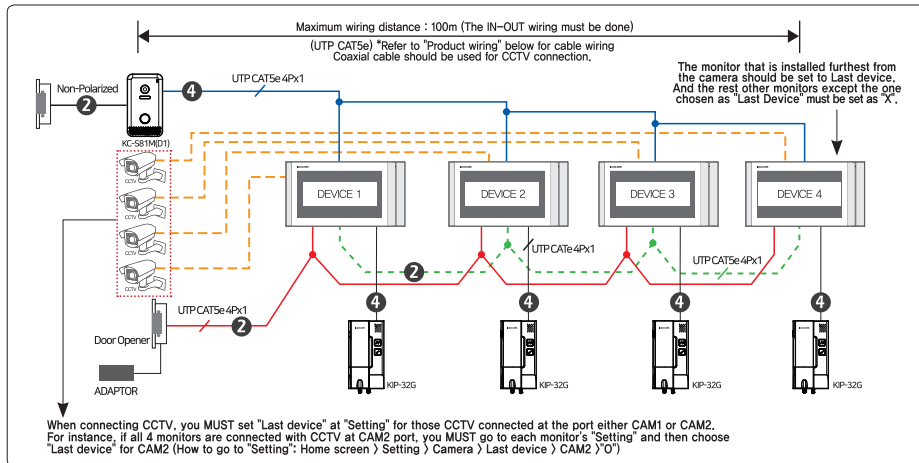 Maximum wiring distance : 100m (The IN-OUT wiring must be done)
(UTP CAT5e) *Refer to "Product wiring" below for cable wiring
Coaxial cable should be used for CCTV connection.
The monitor that is installed furthest from
the camera should be set to Last device.
And the rest other monitors except the one
chosen as "Last Device" must be set as "X".
Non-Polarized
2
4
UTP CAT5e 4Px1
KC-S81M(D1)
CCTV
CCTV
CCTV
CCTV
DEVICE 1
DEVICE 2
DEVICE 3
DEVICE 4
UTP CATe 4Px1
2
UTP CAT5e 4Px1
4
4
4
4
UTP CAT5e 4Px1
2
Door Opener
ADAPTOR
KIP-32G
KIP-32G
KIP-32G
KIP-32G
When connecting CCTV, you MUST set "Last device" at "Setting" for those CCTV connected at the port either CAM1 or CAM2.
For instance, if all 4 monitors are connected with CCTV at CAM2 port, you MUST go to each monitor's "Setting" and then choose
"Last device" for CAM2 (How to go to "Setting": Home screen > Setting > Camera > Last device > CAM2 >"O")